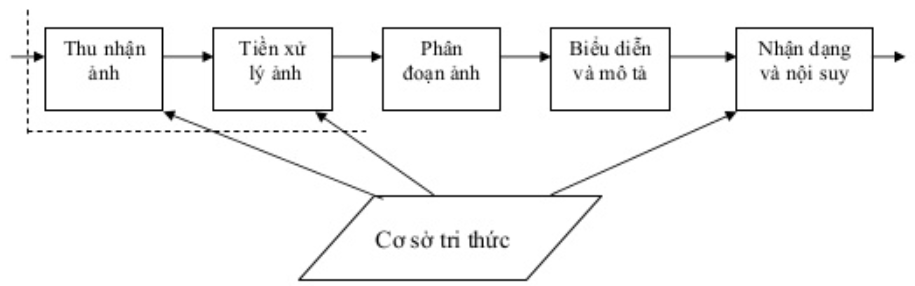 Thu nhận
ảnh
Tiền xử
lý ảnh
Phân
đoạn ảnh
Biểu diễn
và mô tả
Nhận dạng
và nội suy
Cơ sở tri thức